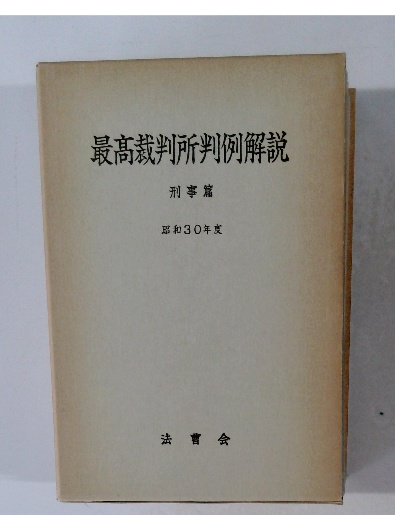 最高裁判所判例解説
刑事篇
昭和30年度
法曹会